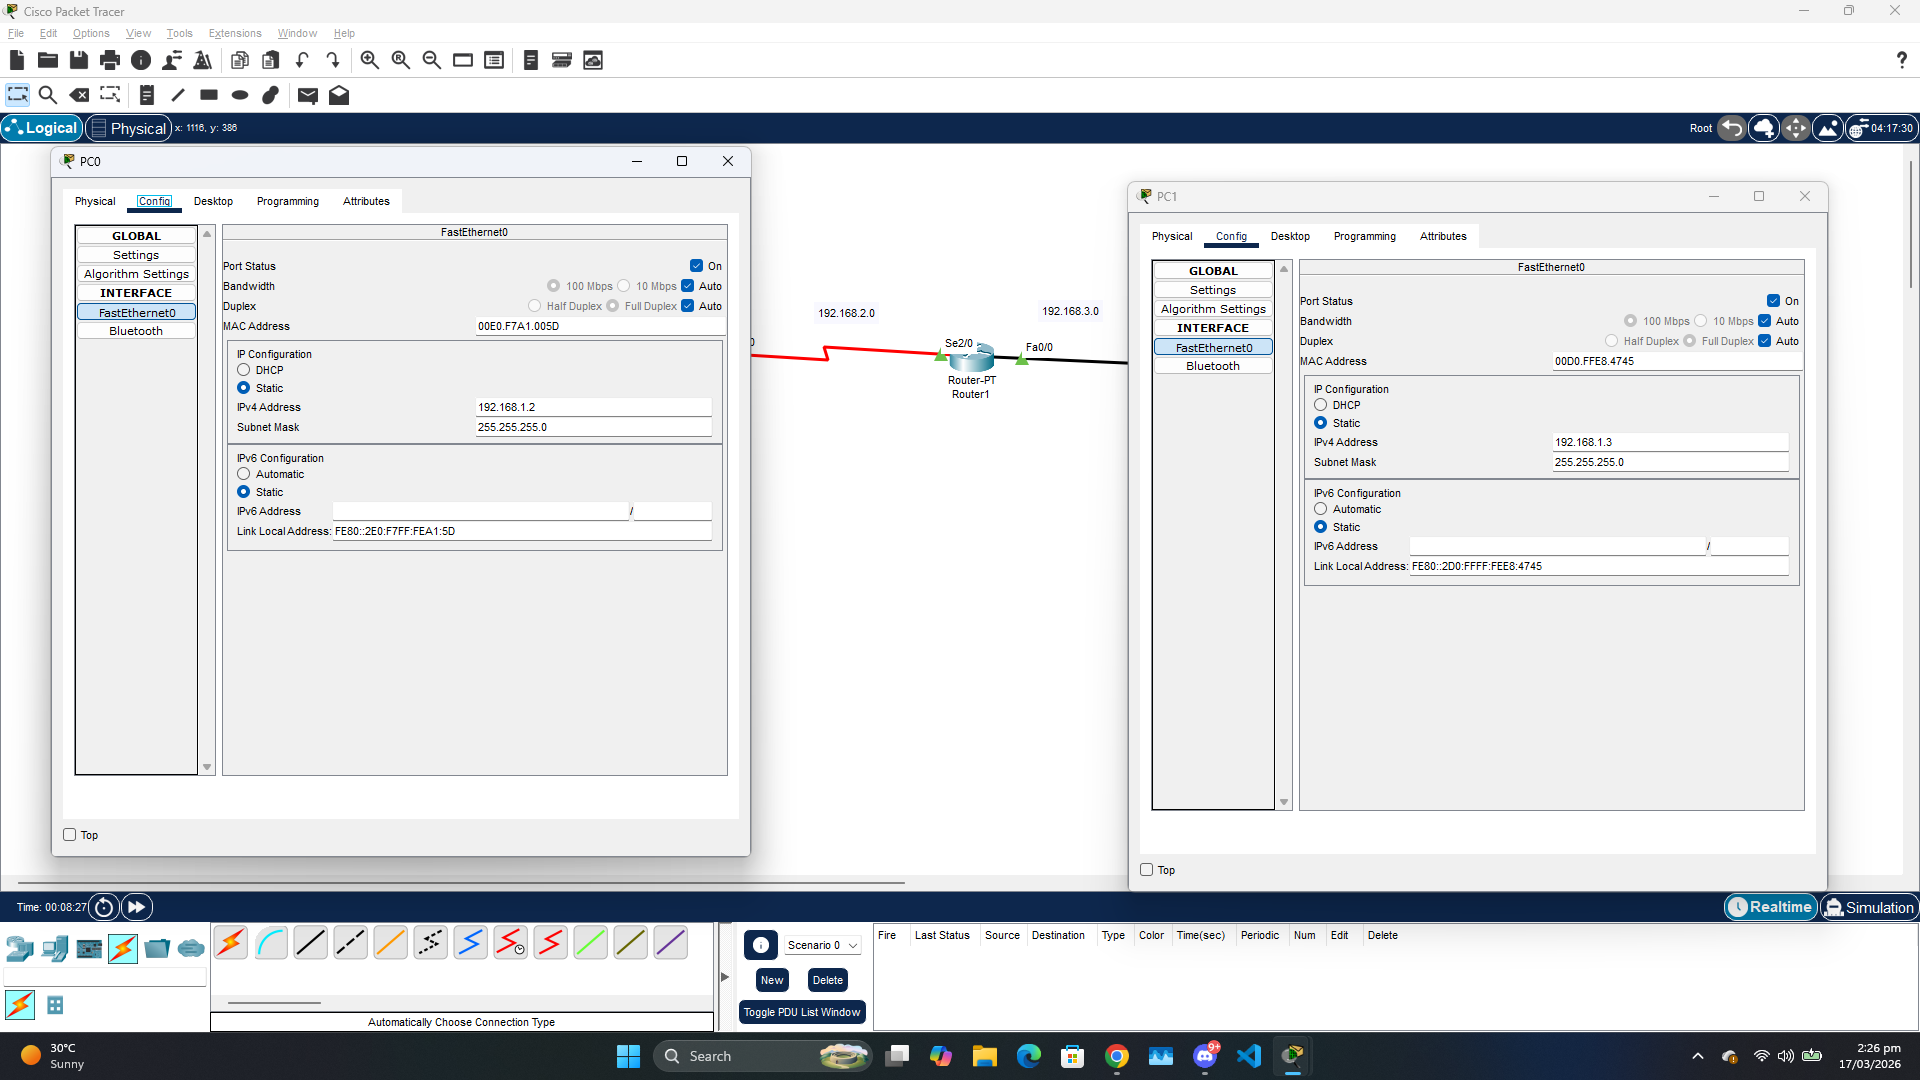 Cisco Packet Tracer
File Edit Options View Tools Extensions Window Help
Logical Physical x: 1116, y: 386 Root 04:17:30
PC0
Physical Config Desktop Programming Attributes
GLOBAL
Settings
Algorithm Settings
INTERFACE
FastEthernet0
Bluetooth
FastEthernet0
Port Status On
Bandwidth 100 Mbps 10 Mbps Auto
Duplex Half Duplex Full Duplex Auto
MAC Address 00E0.F7A1.005D
IP Configuration
DHCP
Static
IPv4 Address 192.168.1.2
Subnet Mask 255.255.255.0
IPv6 Configuration
Automatic
Static
IPv6 Address /
Link Local Address: FE80::2E0:F7FF:FEA1:5D
Top
192.168.2.0
192.168.3.0
0
Se2/0
Fa0/0
Router-PT
Router1
PC1
Physical Config Desktop Programming Attributes
GLOBAL
Settings
Algorithm Settings
INTERFACE
FastEthernet0
Bluetooth
FastEthernet0
Port Status On
Bandwidth 100 Mbps 10 Mbps Auto
Duplex Half Duplex Full Duplex Auto
MAC Address 00D0.FFE8.4745
IP Configuration
DHCP
Static
IPv4 Address 192.168.1.3
Subnet Mask 255.255.255.0
IPv6 Configuration
Automatic
Static
IPv6 Address /
Link Local Address: FE80::2D0:FFFF:FEE8:4745
Top
Time: 00:08:27 Realtime Simulation
Automatically Choose Connection Type
Scenario 0
New Delete
Toggle PDU List Window
Fire Last Status Source Destination Type Color Time(sec) Periodic Num Edit Delete
30°C
Sunny
Search
9+
2:26 pm
17/03/2026